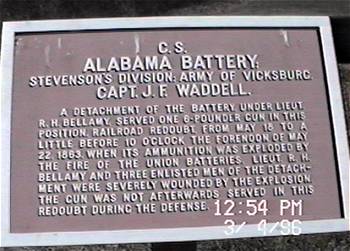 C. S.
ALABAMA BATTERY;
STEVENSON'S DIVISION; ARMY OF VICKSBURG.
CAPT. J. F. WADDELL.
A DETACHMENT OF THE BATTERY, UNDER LIEUT.
R. H. BELLAMY, SERVED ONE 6-POUNDER GUN IN THIS
POSITION, RAILROAD REDOUBT, FROM MAY 18 TO A
LITTLE BEFORE 10 O'CLOCK, THE FORENOON OF MAY
22, 1863, WHEN ITS AMMUNITION WAS EXPLODED BY
THE FIRE OF THE UNION BATTERIES. LIEUT. R. H.
BELLAMY AND THREE ENLISTED MEN OF THE DETACH-
MENT WERE SEVERELY WOUNDED BY THE EXPLOSION.
THE GUN WAS NOT AFTERWARDS SERVED IN THIS
REDOUBT DURING THE DEFENSE.
12:54 PM
3/ 4/96